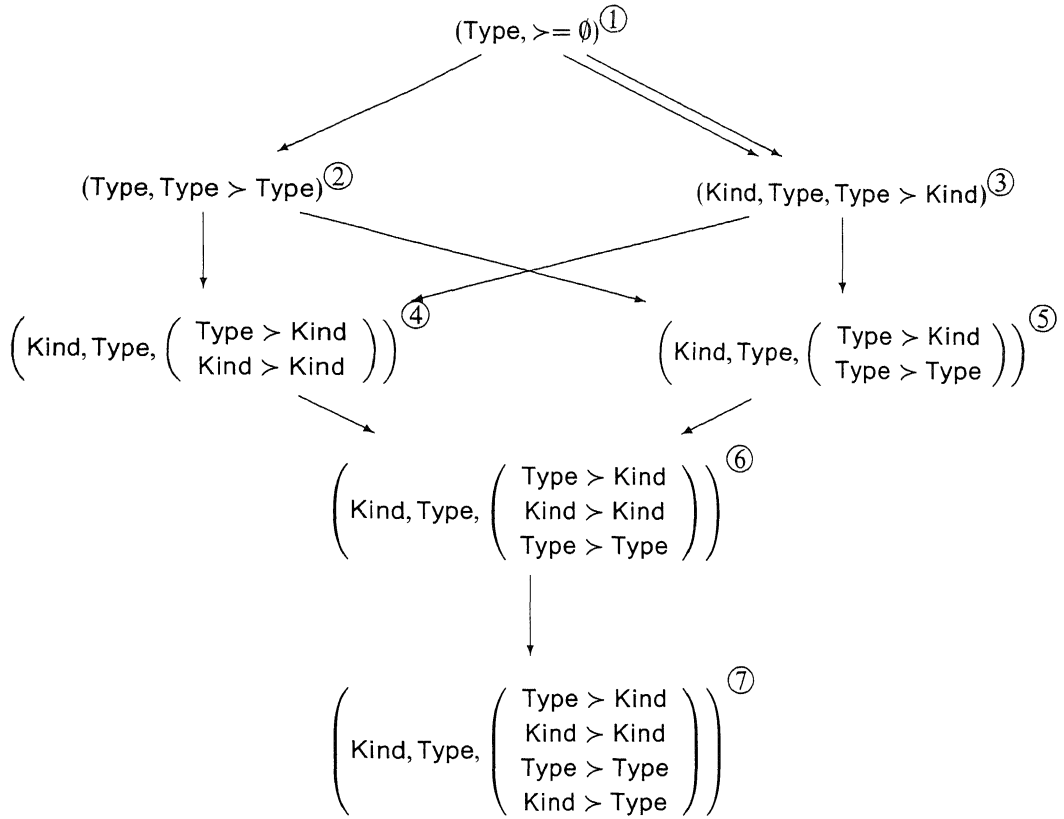 (Type, ≻= ∅)①
(Type, Type ≻ Type)②
(Kind, Type, Type ≻ Kind)③
(Kind, Type, (Type ≻ Kind
Kind ≻ Kind))④
(Kind, Type, (Type ≻ Kind
Type ≻ Type))⑤
(Kind, Type, (Type ≻ Kind
Kind ≻ Kind
Type ≻ Type))⑥
(Kind, Type, (Type ≻ Kind
Kind ≻ Kind
Type ≻ Type
Kind ≻ Type))⑦